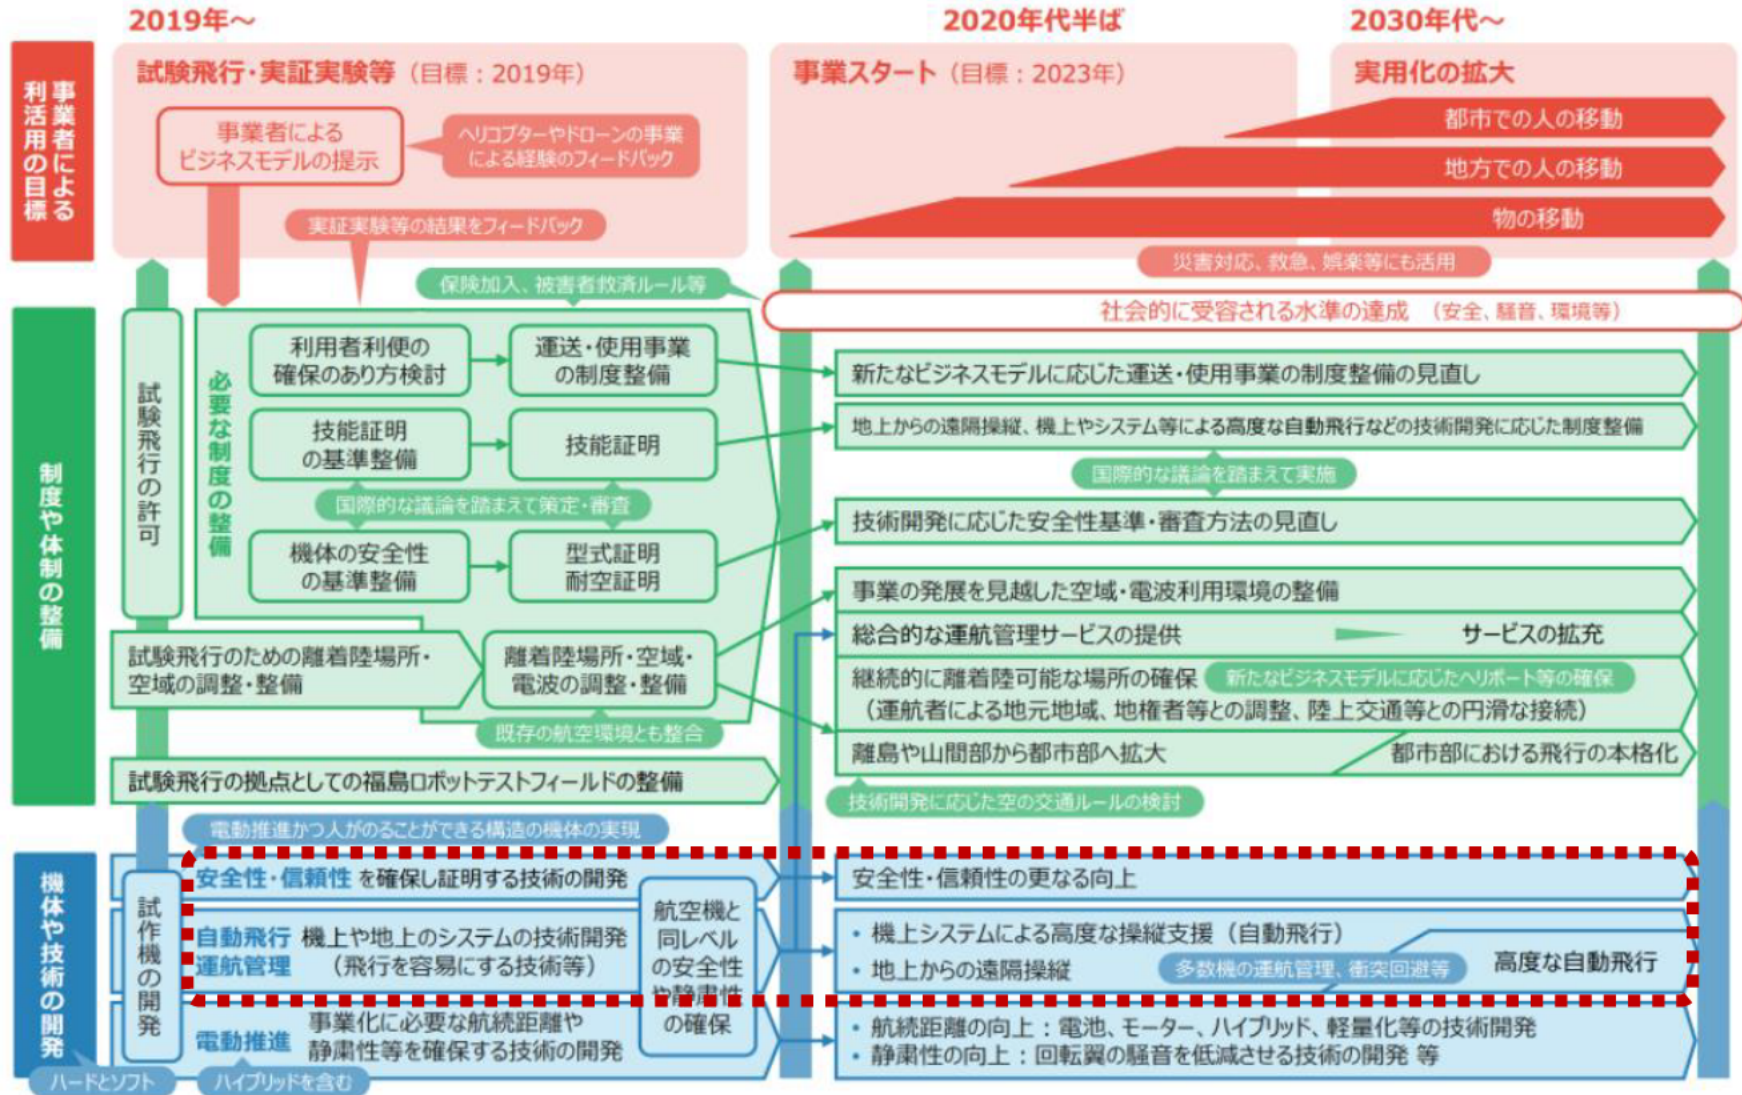 2019年～
2020年代半ば
2030年代～
事業者による
利活用の目標
試験飛行・実証実験等（目標：2019年）
事業者による
ビジネスモデルの提示
ヘリコプターやドローンの事業
による経験のフィードバック
実証実験等の結果をフィードバック
事業スタート（目標：2023年）
実用化の拡大
都市での人の移動
地方での人の移動
物の移動
災害対応、救急、娯楽等にも活用
保険加入、被害者救済ルール等
社会的に受容される水準の達成 （安全、騒音、環境等）
制度や体制の整備
試験飛行の許可
必要な制度の整備
利用者利便の
確保のあり方検討
運送・使用事業
の制度整備
技能証明
の基準整備
技能証明
国際的な議論を踏まえて策定・審査
機体の安全性
の基準整備
型式証明
耐空証明
試験飛行のための離着陸場所・
空域の調整・整備
離着陸場所・空域・
電波の調整・整備
既存の航空環境とも整合
試験飛行の拠点としての福島ロボットテストフィールドの整備
新たなビジネスモデルに応じた運送・使用事業の制度整備の見直し
地上からの遠隔操縦、機上やシステム等による高度な自動飛行などの技術開発に応じた制度整備
国際的な議論を踏まえて実施
技術開発に応じた安全性基準・審査方法の見直し
事業の発展を見越した空域・電波利用環境の整備
総合的な運航管理サービスの提供
サービスの拡充
継続的に離着陸可能な場所の確保 新たなビジネスモデルに応じたヘリポート等の確保
（運航者による地元地域、地権者等との調整、陸上交通等との円滑な接続）
離島や山間部から都市部へ拡大
都市部における飛行の本格化
技術開発に応じた空の交通ルールの検討
機体や技術の開発
ハードとソフト
試作機の開発
電動推進かつ人がのることができる構造の機体の実現
安全性・信頼性 を確保し証明する技術の開発
自動飛行 機上や地上のシステムの技術開発
運航管理 （飛行を容易にする技術等）
電動推進
事業化に必要な航続距離や
静粛性等を確保する技術の開発
ハイブリッドを含む
航空機と
同レベル
の安全性
や静粛性
の確保
安全性・信頼性の更なる向上
・機上システムによる高度な操縦支援（自動飛行）
・地上からの遠隔操縦
多数機の運航管理、衝突回避等
高度な自動飛行
・航続距離の向上：電池、モーター、ハイブリッド、軽量化等の技術開発
・静粛性の向上：回転翼の騒音を低減させる技術の開発 等